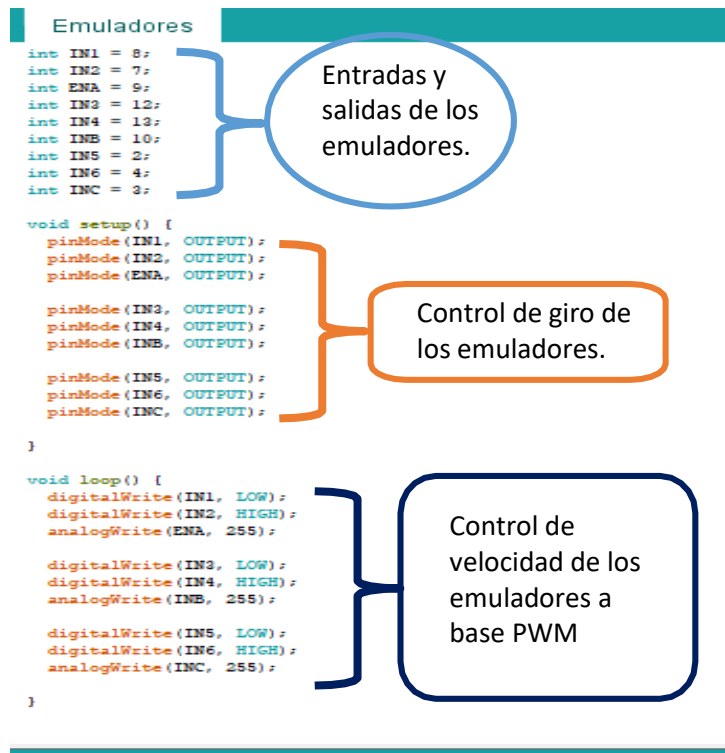 Emuladores
int IN1 = 8;
int IN2 = 7;
int ENA = 9;
int IN3 = 12;
int IN4 = 13;
int INB = 10;
int IN5 = 2;
int IN6 = 4;
int INC = 3;
Entradas y
salidas de los
emuladores.
void setup() {
pinMode(IN1, OUTPUT);
pinMode(IN2, OUTPUT);
pinMode(ENA, OUTPUT);
pinMode(IN3, OUTPUT);
pinMode(IN4, OUTPUT);
pinMode(INB, OUTPUT);
pinMode(IN5, OUTPUT);
pinMode(IN6, OUTPUT);
pinMode(INC, OUTPUT);
}
Control de giro de
los emuladores.
void loop() {
digitalWrite(IN1, LOW);
digitalWrite(IN2, HIGH);
analogWrite(ENA, 255);
digitalWrite(IN3, LOW);
digitalWrite(IN4, HIGH);
analogWrite(INB, 255);
digitalWrite(IN5, LOW);
digitalWrite(IN6, HIGH);
analogWrite(INC, 255);
}
Control de
velocidad de los
emuladores a
base PWM